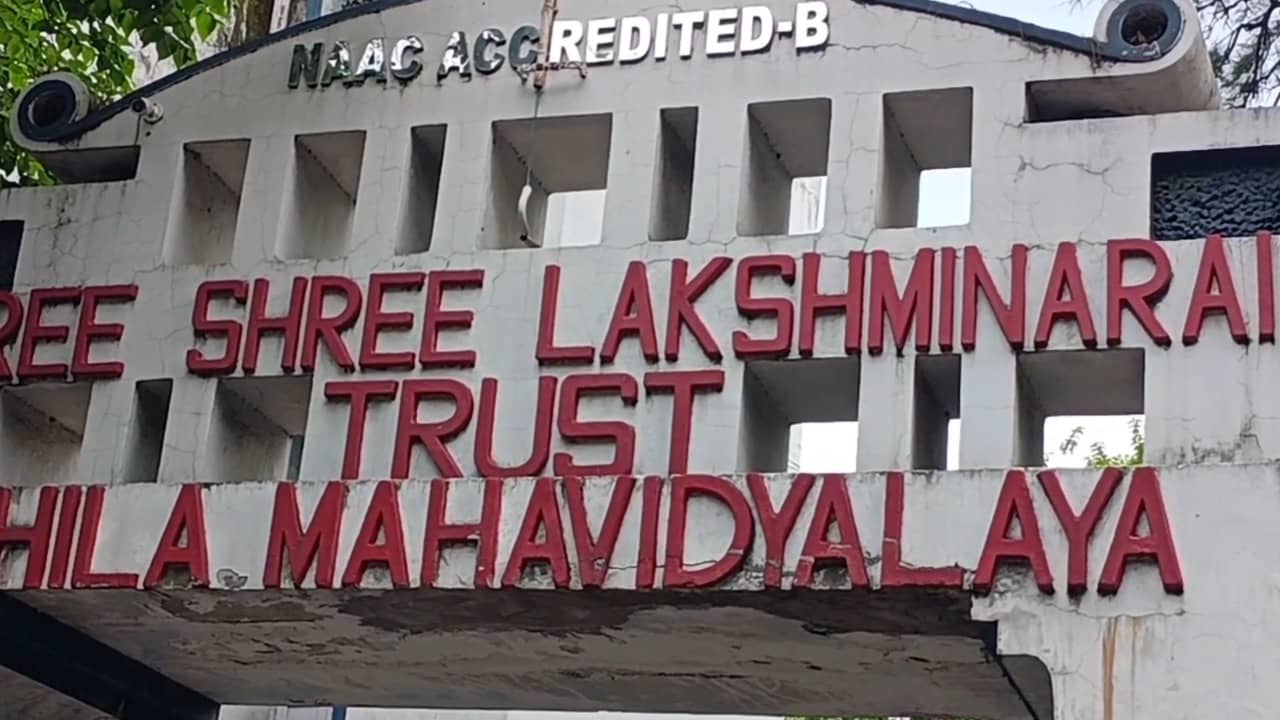 NAAC ACCREDITED-B
REE SHREE LAKSHMINARAI
TRUST
HILA MAHAVIDYALAYA